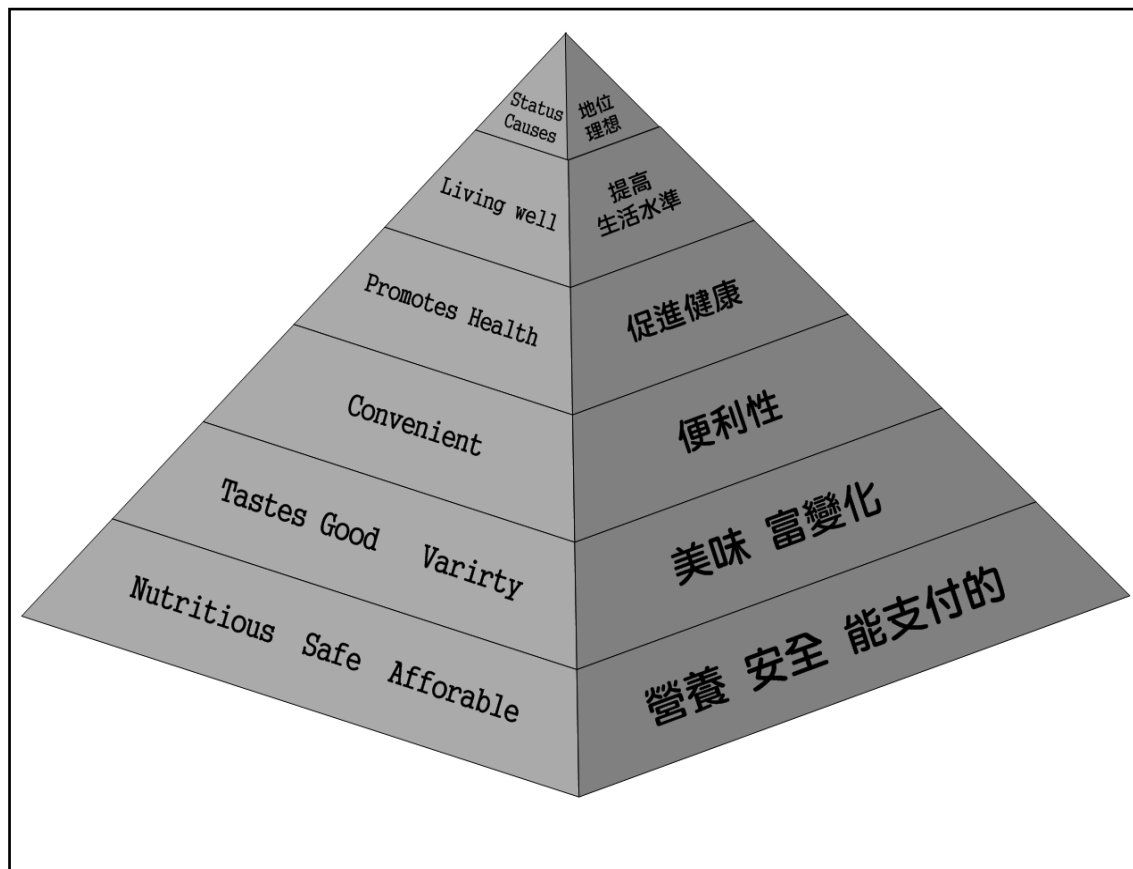 Status
Causes
地位
理想
Living well
提高
生活水準
Promotes Health
促進健康
Convenient
便利性
Tastes Good Varirty
美味 富變化
Nutritious Safe Afforable
營養 安全 能支付的